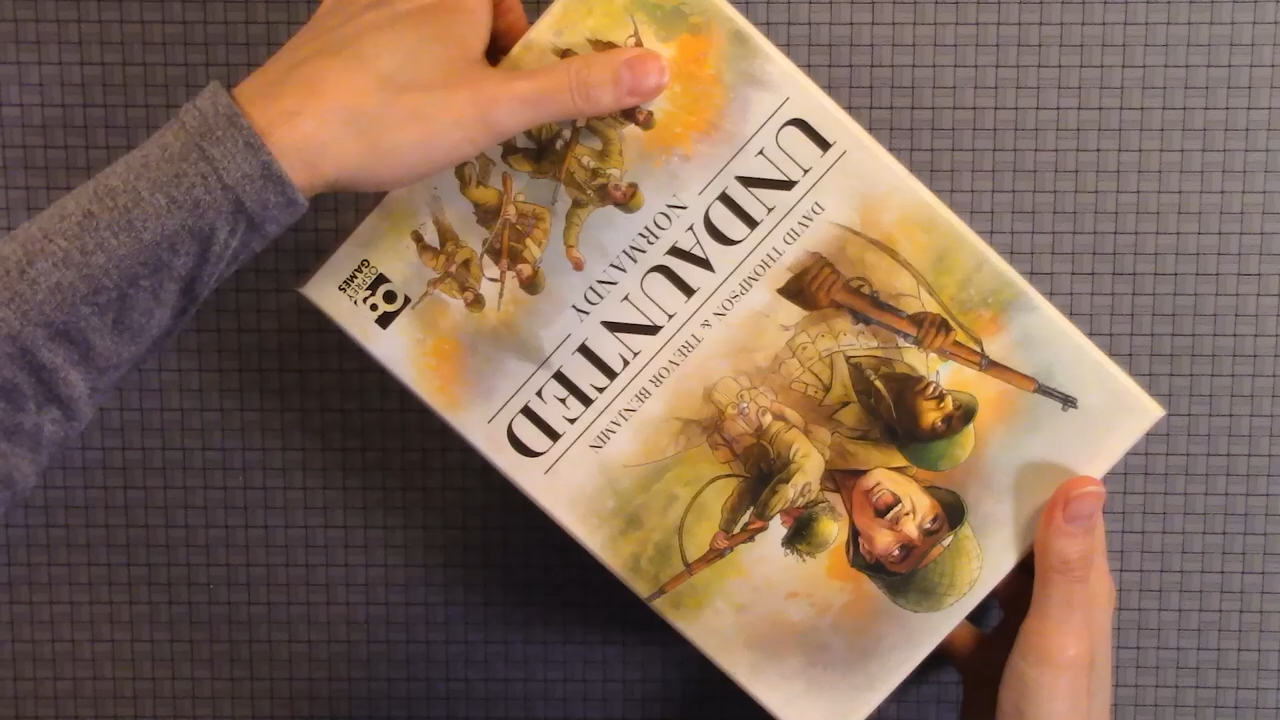 DAVID THOMPSON & TREVOR BENJAMIN
UNDAUNTED
NORMANDY
OSPREY
GAMES